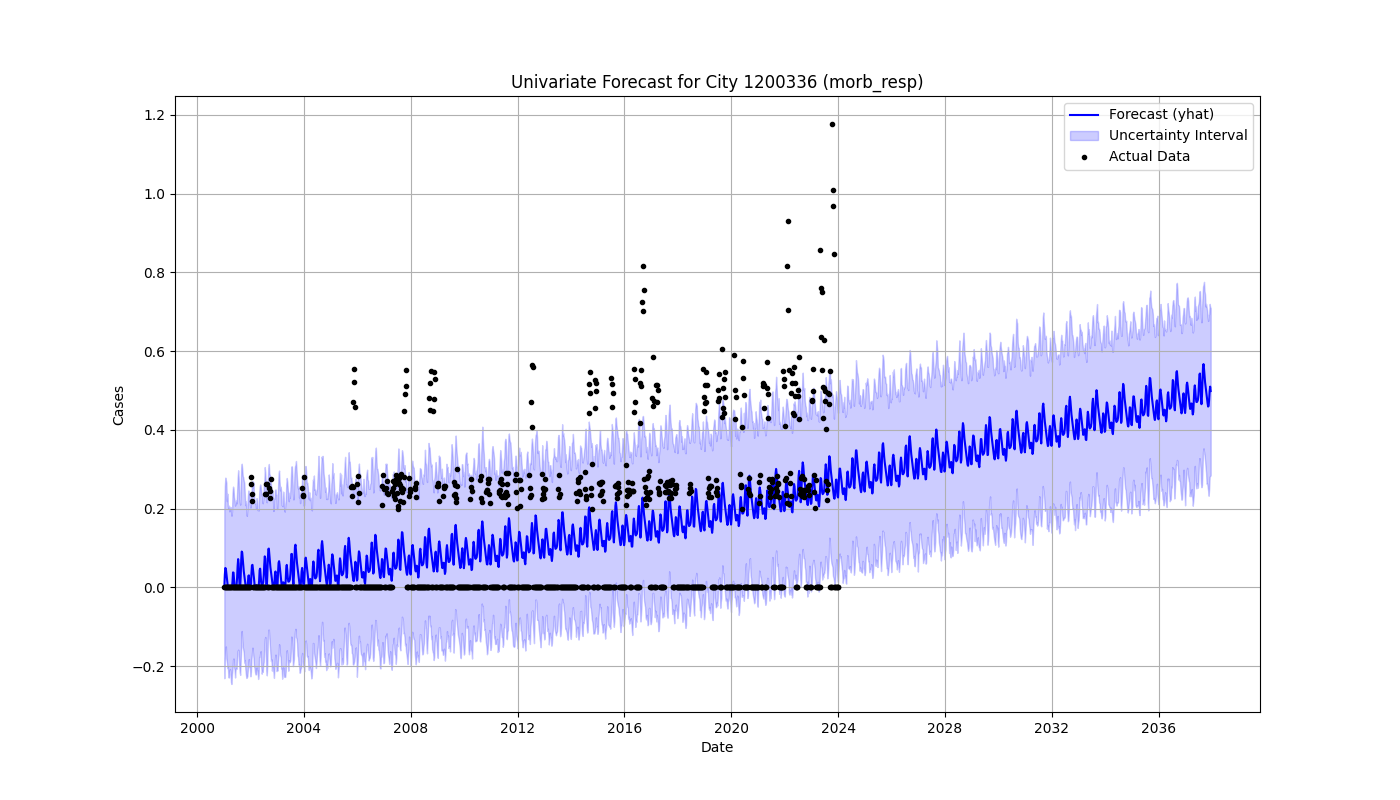 Univariate Forecast for City 1200336 (morb_resp)
Forecast (yhat)
Uncertainty Interval
Actual Data
Cases
1.2
1.0
0.8
0.6
0.4
0.2
0.0
−0.2
2000 2004 2008 2012 2016 2020 2024 2028 2032 2036
Date